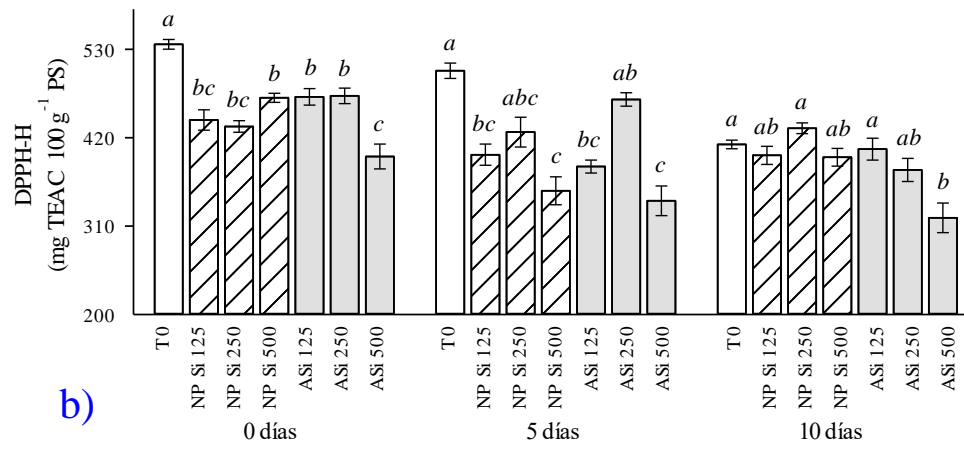 DPPH-H
(mg TEAC 100 g⁻¹ PS)
530
420
310
200
a
bc
bc
b
b
b
c
a
bc
abc
c
bc
ab
c
a
ab
a
ab
a
ab
b
T0
NP Si 125
NP Si 250
NP Si 500
ASi 125
ASi 250
ASi 500
T0
NP Si 125
NP Si 250
NP Si 500
ASi 125
ASi 250
ASi 500
T0
NP Si 125
NP Si 250
NP Si 500
ASi 125
ASi 250
ASi 500
b)
0 días
5 días
10 días